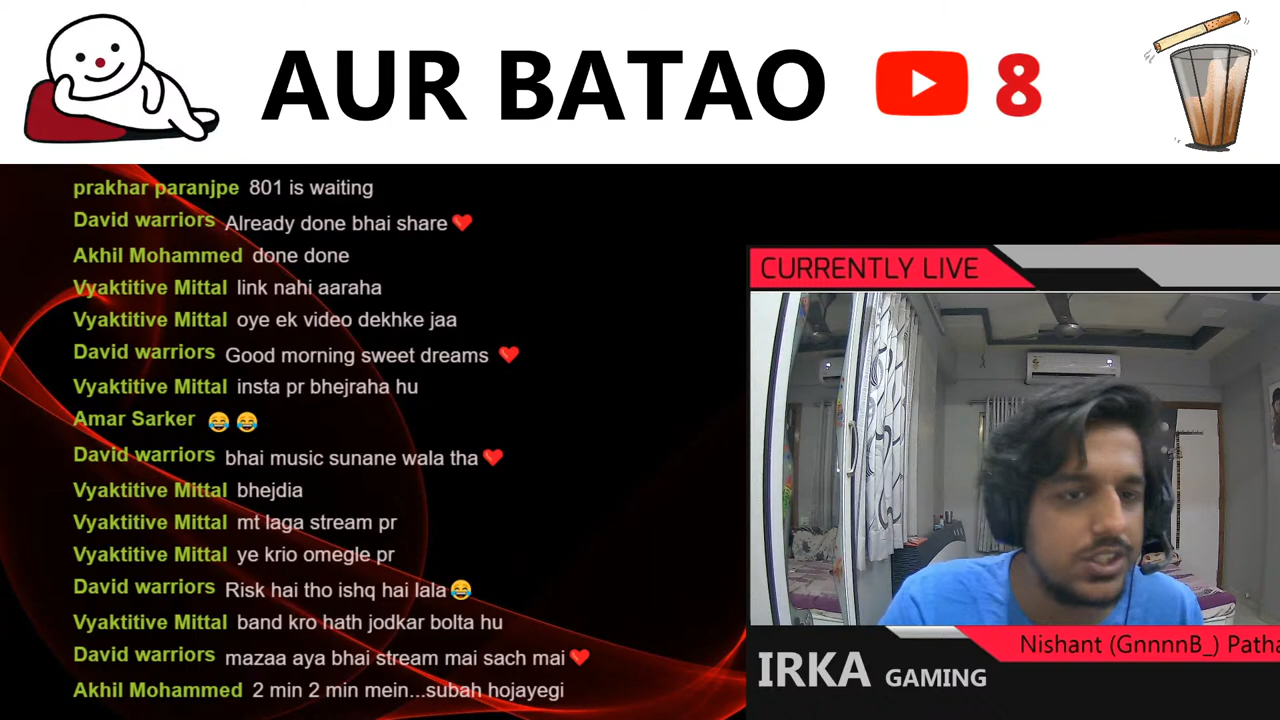 AUR BATAO 8
prakhar paranjpe 801 is waiting
David warriors Already done bhai share❤️
Akhil Mohammed done done
Vyaktitive Mittal link nahi aaraha
Vyaktitive Mittal oye ek video dekhke jaa
David warriors Good morning sweet dreams ❤️
Vyaktitive Mittal insta pr bhejraha hu
Amar Sarker 😂 😂
David warriors bhai music sunane wala tha❤️
Vyaktitive Mittal bhejdia
Vyaktitive Mittal mt laga stream pr
Vyaktitive Mittal ye krio omegle pr
David warriors Risk hai tho ishq hai lala😂
Vyaktitive Mittal band kro hath jodkar bolta hu
David warriors mazaa aya bhai stream mai sach mai❤️
Akhil Mohammed 2 min 2 min mein...subah hojayegi
CURRENTLY LIVE
Nishant (GnnnnB_) Patha
IRKA GAMING